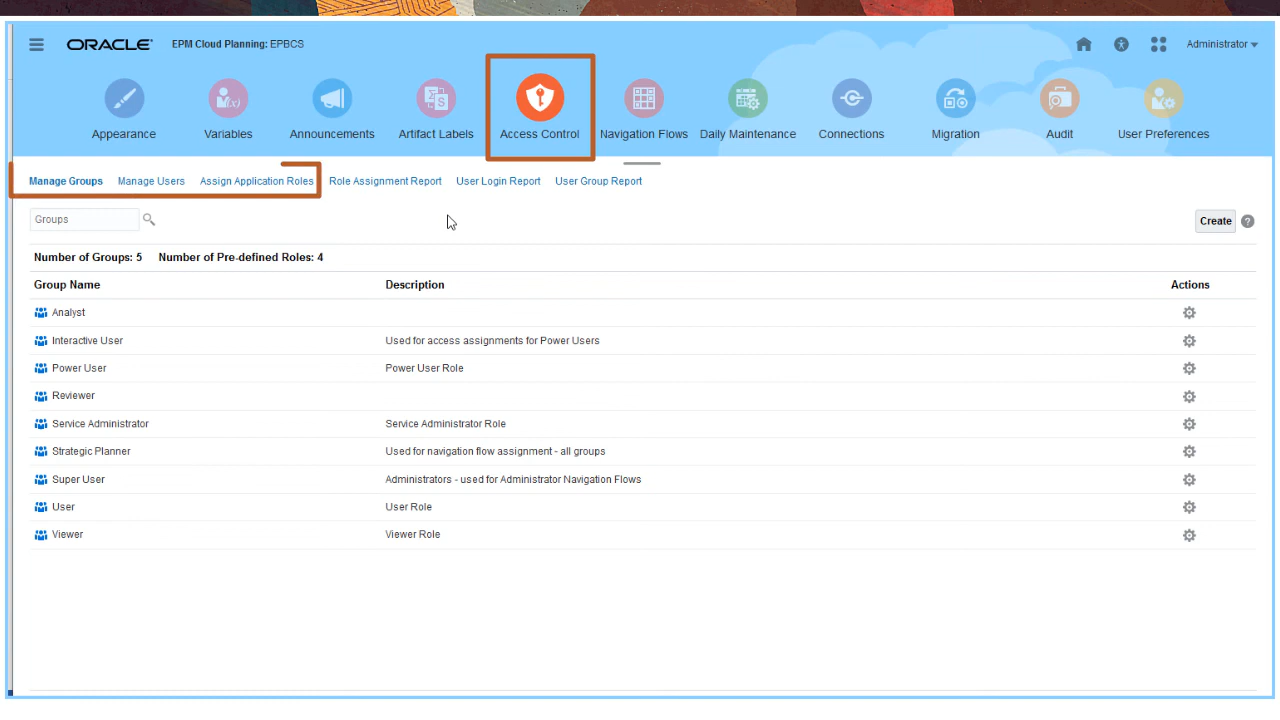 ORACLE EPM Cloud Planning: EPBCS Administrator
Appearance Variables Announcements Artifact Labels Access Control Navigation Flows Daily Maintenance Connections Migration Audit User Preferences
Manage Groups Manage Users Assign Application Roles Role Assignment Report User Login Report User Group Report
Groups Create
Number of Groups: 5 Number of Pre-defined Roles: 4
Group Name Description Actions
Analyst
Interactive User Used for access assignments for Power Users
Power User Power User Role
Reviewer
Service Administrator Service Administrator Role
Strategic Planner Used for navigation flow assignment - all groups
Super User Administrators - used for Administrator Navigation Flows
User User Role
Viewer Viewer Role